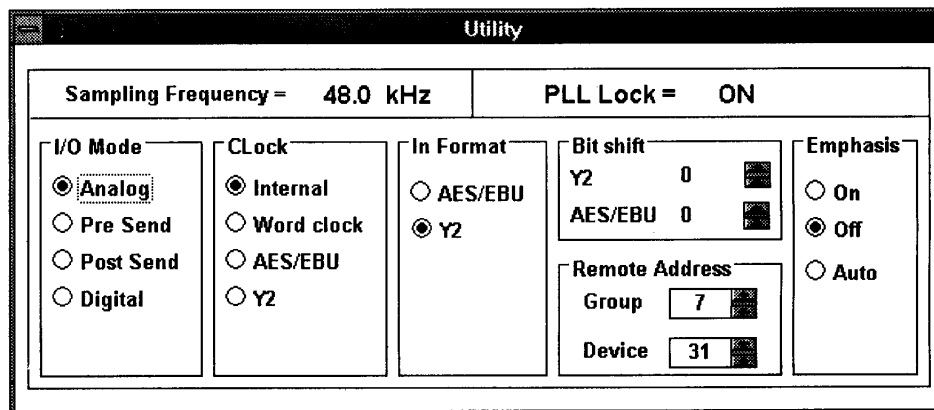 Utility
Sampling Frequency = 48.0 kHz
PLL Lock = ON
I/O Mode
Analog
Pre Send
Post Send
Digital
CLock
Internal
Word clock
AES/EBU
Y2
In Format
AES/EBU
Y2
Bit shift
Y2 0
AES/EBU 0
Remote Address
Group 7
Device 31
Emphasis
On
Off
Auto